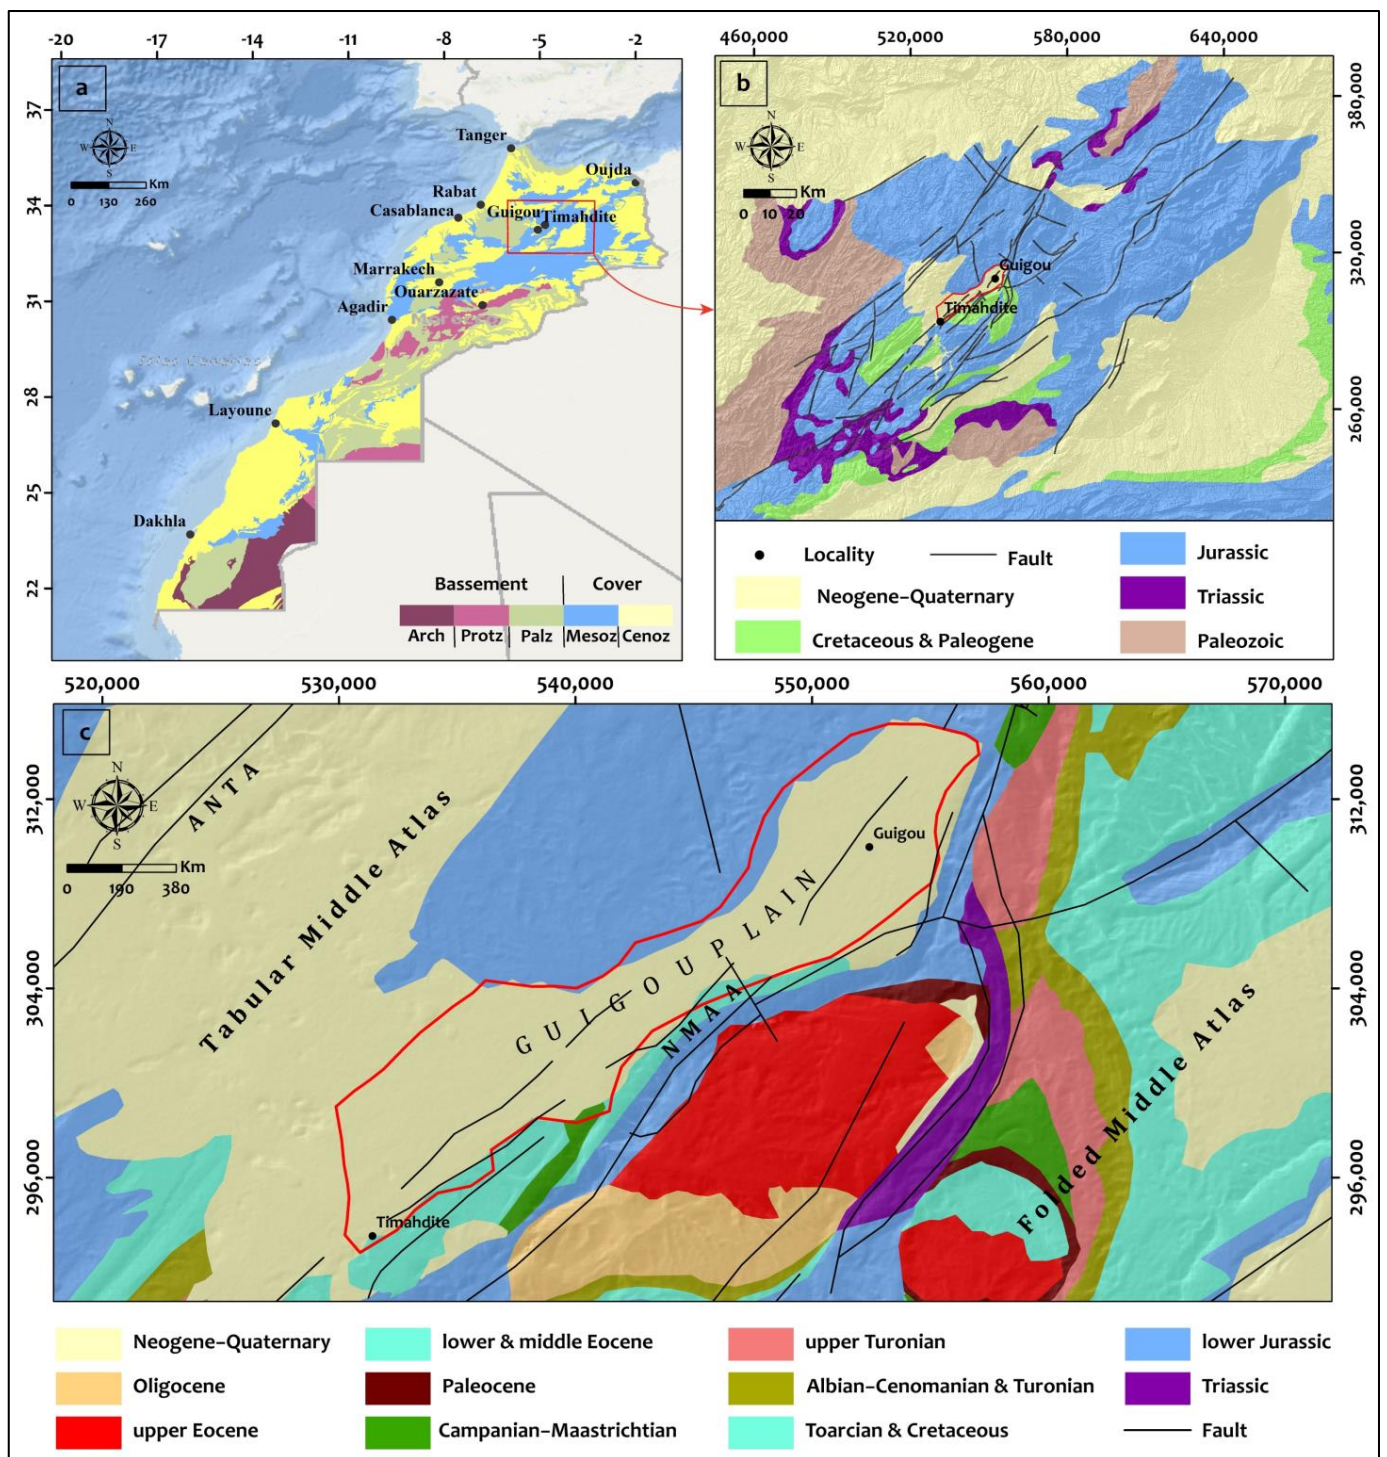 -20 -17 -14 -11 -8 -5 -2
460,000 520,000 580,000 640,000
a
b
37
34
31
28
25
22
N
W E
S
0 130 260 Km
Tanger
Oujda
Rabat
Casablanca
Guigou
Timahdite
Marrakech
Ouarzazate
Agadir
Layoune
Dakhla
Bassement Cover
Arch Protz Palz Mesoz Cenoz
N
W E
S
Km
0 10 20
Guigou
Timahdite
380,000
320,000
260,000
Locality Fault Jurassic
Neogene-Quaternary Triassic
Cretaceous & Paleogene Paleozoic
520,000 530,000 540,000 550,000 560,000 570,000
c
N
W E
S
Km
0 190 380
312,000
304,000
296,000
312,000
304,000
296,000
ANTA
Tabular Middle Atlas
GUIGOU PLAIN
NMAA
Folded Middle Atlas
Guigou
Timahdite
Neogene-Quaternary lower & middle Eocene upper Turonian lower Jurassic
Oligocene Paleocene Albian-Cenomanian & Turonian Triassic
upper Eocene Campanian-Maastrichtian Toarcian & Cretaceous Fault